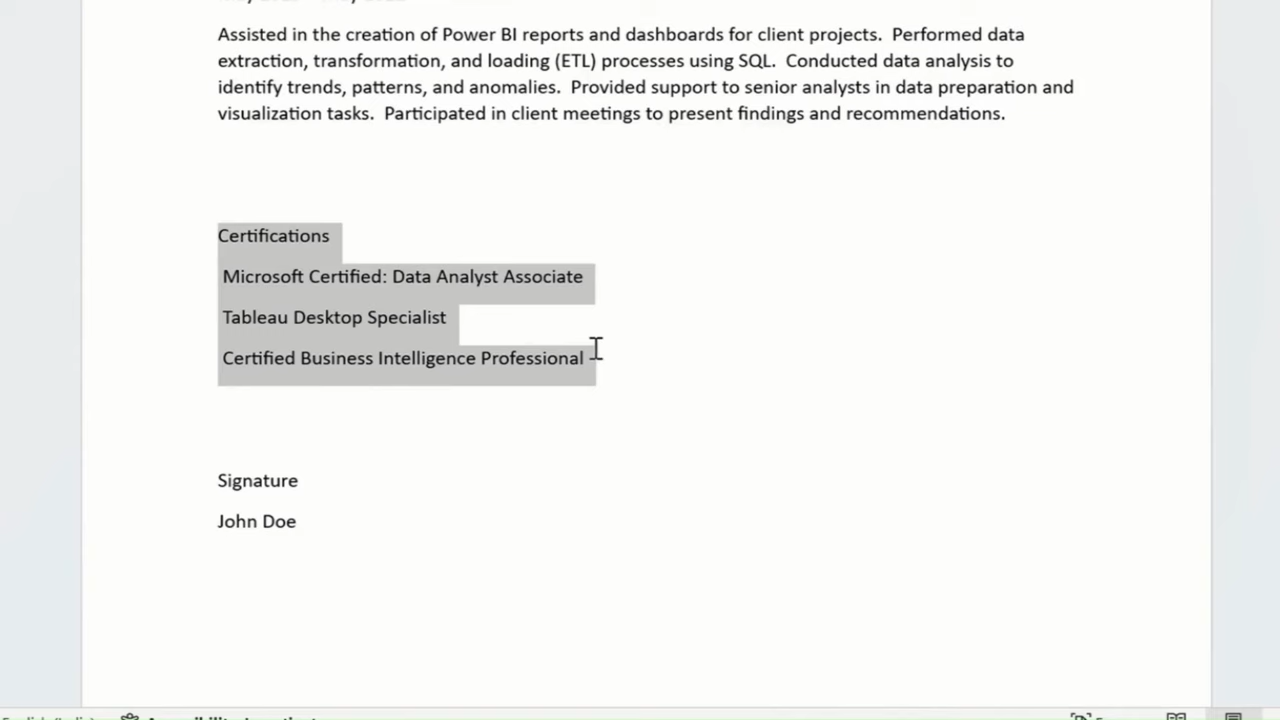 Assisted in the creation of Power BI reports and dashboards for client projects.  Performed data
extraction, transformation, and loading (ETL) processes using SQL.  Conducted data analysis to
identify trends, patterns, and anomalies.  Provided support to senior analysts in data preparation and
visualization tasks.  Participated in client meetings to present findings and recommendations.
Certifications
Microsoft Certified: Data Analyst Associate
Tableau Desktop Specialist
Certified Business Intelligence Professional
Signature
John Doe